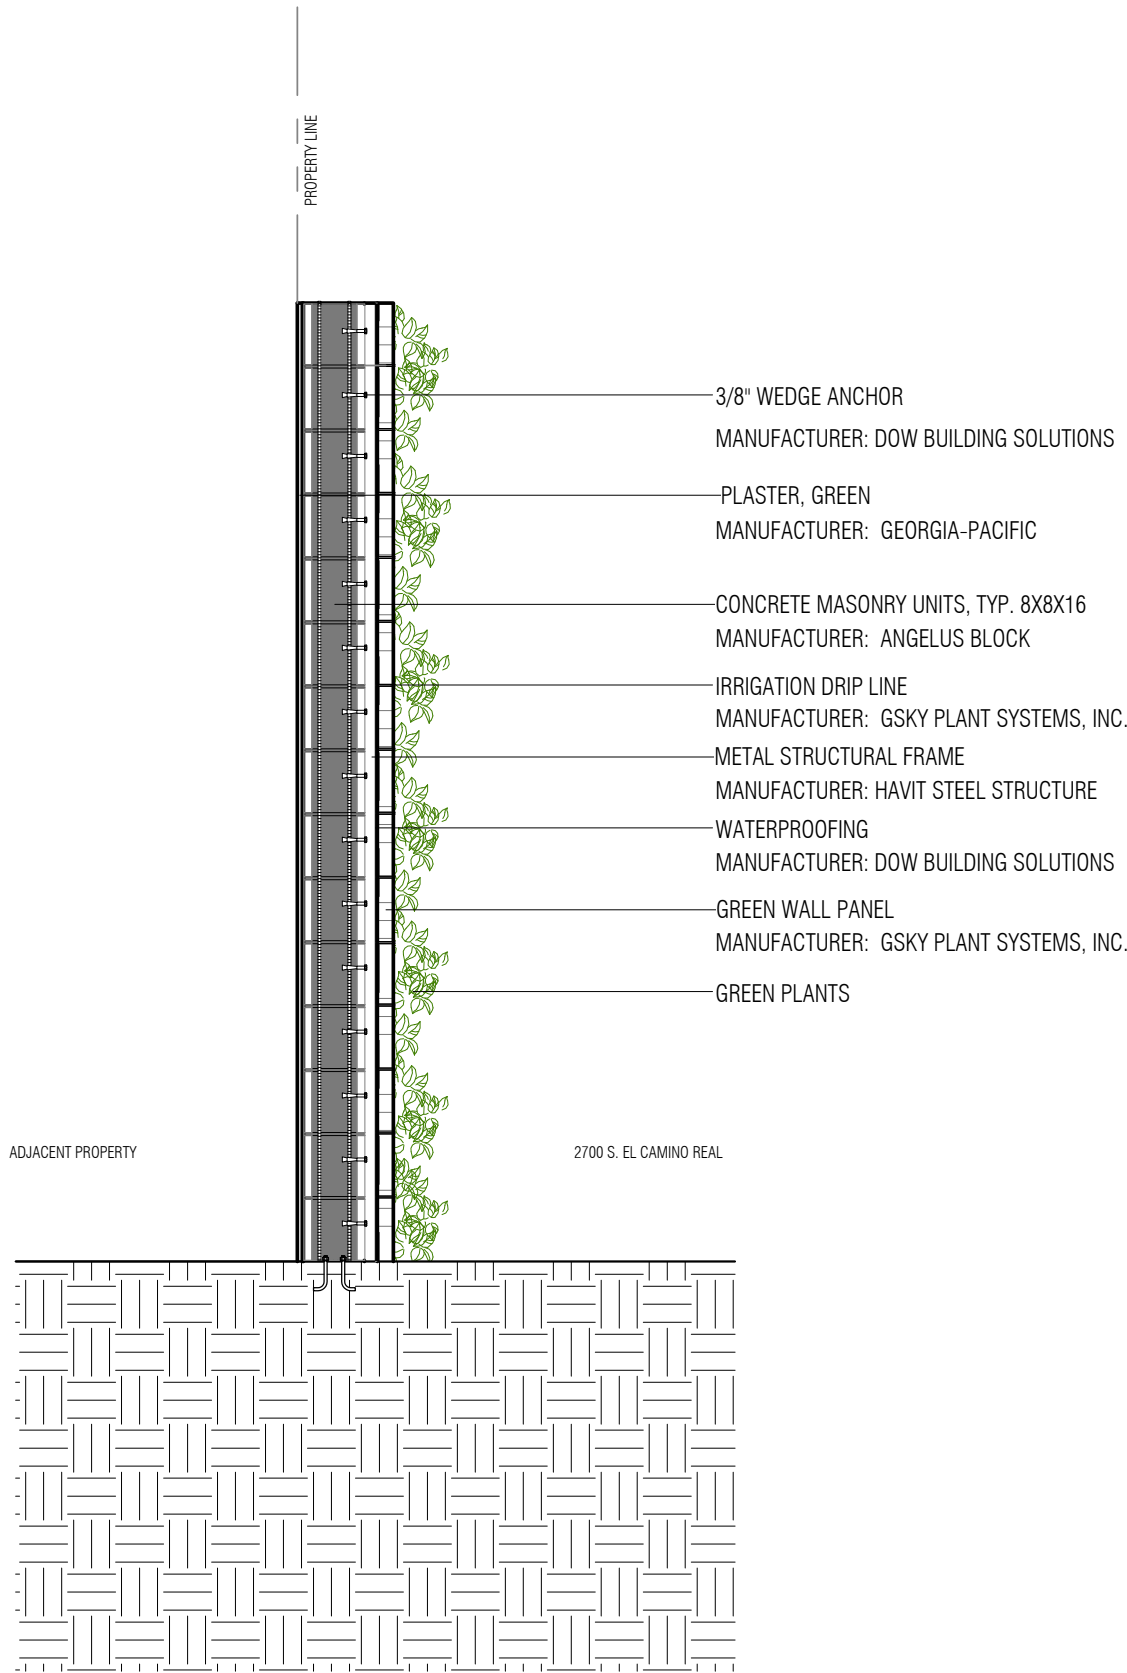 PROPERTY LINE
3/8" WEDGE ANCHOR
MANUFACTURER: DOW BUILDING SOLUTIONS
PLASTER, GREEN
MANUFACTURER: GEORGIA-PACIFIC
CONCRETE MASONRY UNITS, TYP. 8X8X16
MANUFACTURER: ANGELUS BLOCK
IRRIGATION DRIP LINE
MANUFACTURER: GSKY PLANT SYSTEMS, INC.
METAL STRUCTURAL FRAME
MANUFACTURER: HAVIT STEEL STRUCTURE
WATERPROOFING
MANUFACTURER: DOW BUILDING SOLUTIONS
GREEN WALL PANEL
MANUFACTURER: GSKY PLANT SYSTEMS, INC.
GREEN PLANTS
ADJACENT PROPERTY
2700 S. EL CAMINO REAL